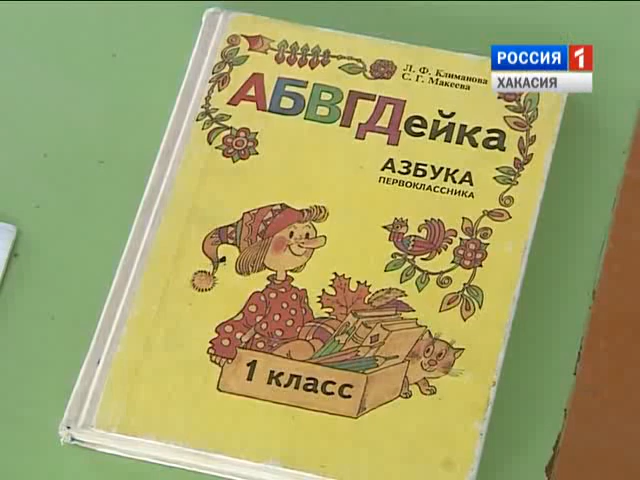 Л. Ф. Климанова
С. Г. Макеева
АБВГДейка
АЗБУКА
ПЕРВОКЛАССНИКА
1 класс
РОССИЯ 1
ХАКАСИЯ